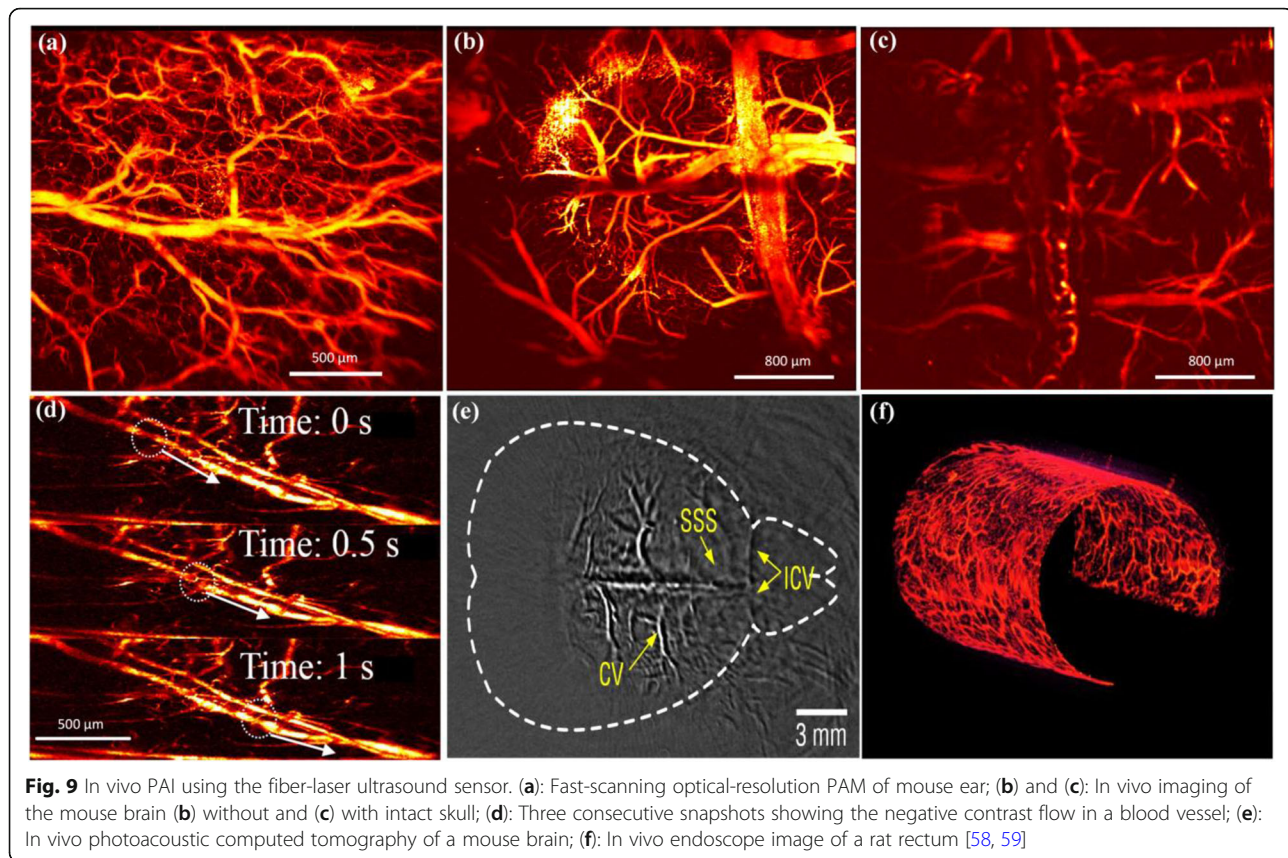 (a)
500 µm
(b)
800 µm
(c)
800 µm
(d)
Time: 0 s
Time: 0.5 s
Time: 1 s
500 µm
(e)
SSS
ICV
CV
3 mm
(f)
Fig. 9 In vivo PAI using the fiber-laser ultrasound sensor. (a): Fast-scanning optical-resolution PAM of mouse ear; (b) and (c): In vivo imaging of
the mouse brain (b) without and (c) with intact skull; (d): Three consecutive snapshots showing the negative contrast flow in a blood vessel; (e):
In vivo photoacoustic computed tomography of a mouse brain; (f): In vivo endoscope image of a rat rectum [58, 59]